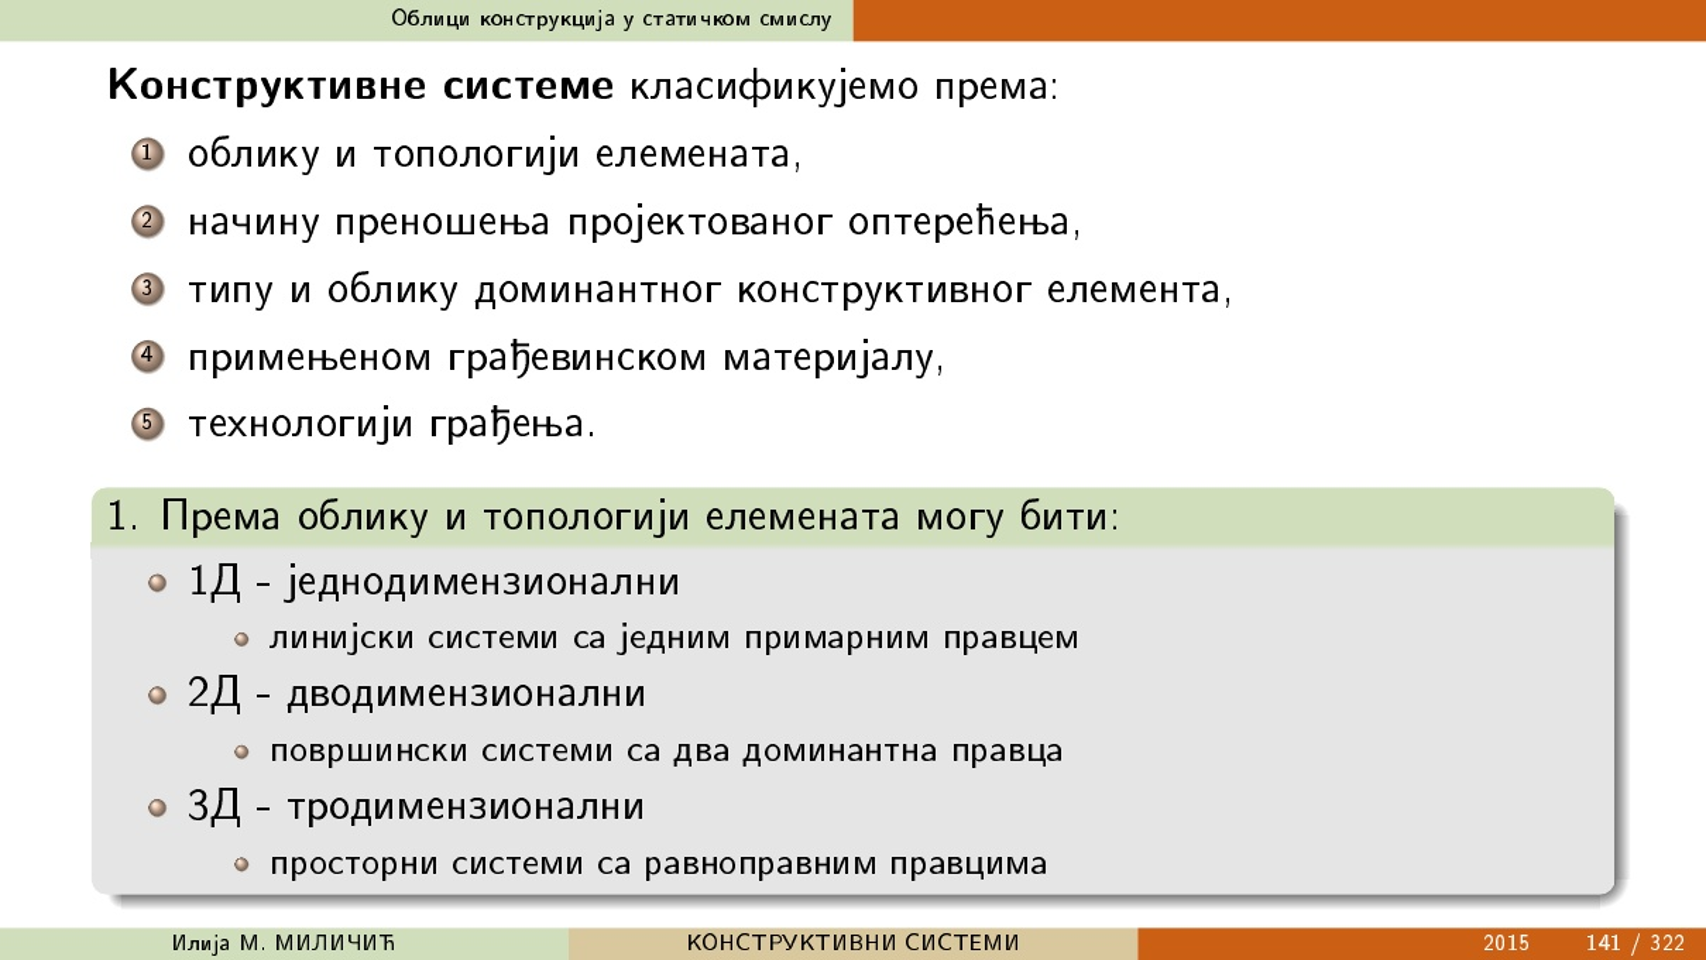 Облици конструкција у статичком смислу
Конструктивне системе класификујемо према:
1 облику и топологији елемената,
2 начину преношења пројектованог оптерећења,
3 типу и облику доминантног конструктивног елемента,
4 примењеном грађевинском материјалу,
5 технологији грађења.
1. Према облику и топологији елемената могу бити:
1Д - једнодимензионални
линијски системи са једним примарним правцем
2Д - дводимензионални
површински системи са два доминантна правца
3Д - тродимензионални
просторни системи са равноправним правцима
Илија М. МИЛИЧИЋ КОНСТРУКТИВНИ СИСТЕМИ 2015 141 / 322